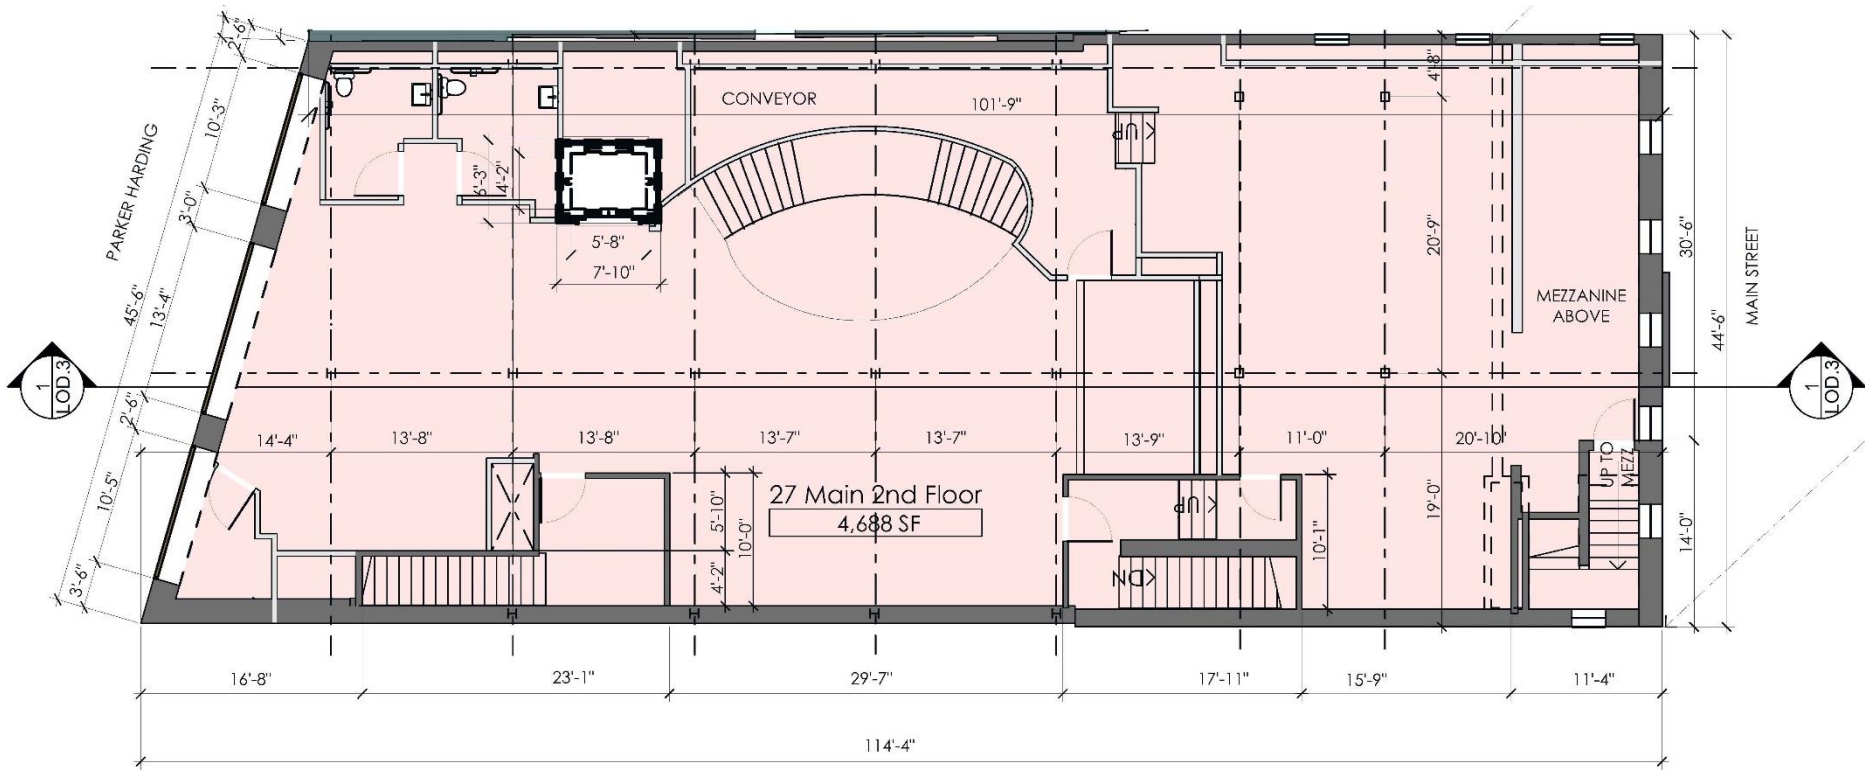 2'-6"
10'-3"
3'-0"
13'-4"
2'-6"
10'-5"
3'-6"
45'-6"
PARKER HARDING
CONVEYOR
101'-9"
4'-8"
UP
6'-3"
4'-2"
5'-8"
7'-10"
20'-9"
30'-6"
44'-6"
MAIN STREET
MEZZANINE
ABOVE
1
LOD.3
1
LOD.3
14'-4"
13'-8"
13'-8"
13'-7"
13'-7"
13'-9"
11'-0"
20'-10"
UP TO
MEZZ
27 Main 2nd Floor
4,688 SF
5'-10"
10'-0"
4'-2"
UP
DN
10'-1"
19'-0"
14'-0"
16'-8"
23'-1"
29'-7"
17'-11"
15'-9"
11'-4"
114'-4"